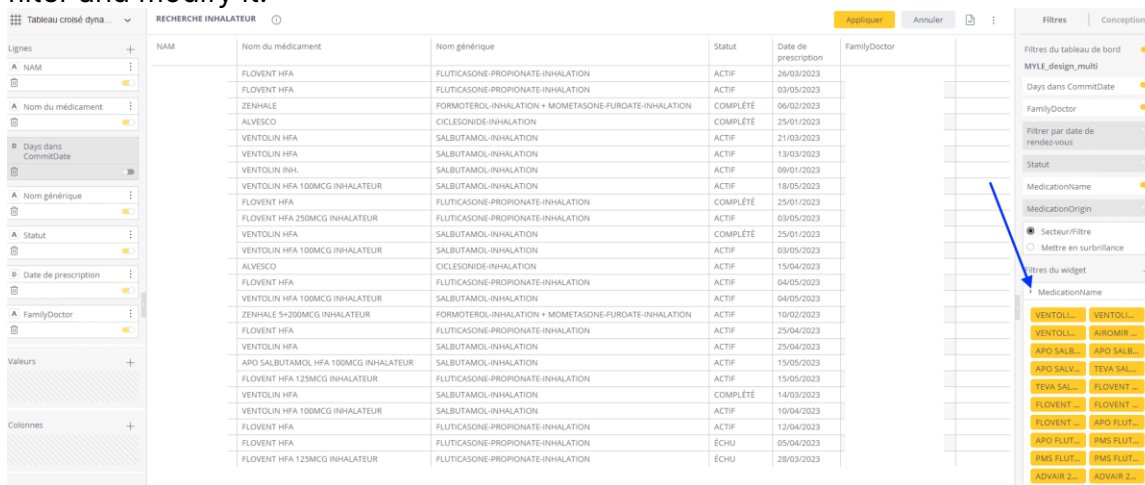 Tableau croisé dyna...
RECHERCHE INHALATEUR
Appliquer Annuler
Filtres Conception
Lignes
NAM
Nom du médicament
Days dans
CommitDate
Nom générique
Statut
Date de prescription
FamilyDoctor
Valeurs
Colonnes
NAM Nom du médicament Nom générique Statut Date de prescription FamilyDoctor
FLOVENT HFA FLUTICASONE-PROPIONATE-INHALATION ACTIF 26/03/2023
FLOVENT HFA FLUTICASONE-PROPIONATE-INHALATION ACTIF 03/05/2023
ZENHALE FORMOTEROL-INHALATION + MOMETASONE-FUROATE-INHALATION COMPLÉTÉ 06/02/2023
ALVESCO CICLESONIDE-INHALATION COMPLÉTÉ 25/01/2023
VENTOLIN HFA SALBUTAMOL-INHALATION ACTIF 21/03/2023
VENTOLIN HFA SALBUTAMOL-INHALATION ACTIF 13/03/2023
VENTOLIN INH. SALBUTAMOL-INHALATION ACTIF 09/01/2023
VENTOLIN HFA 100MCG INHALATEUR SALBUTAMOL-INHALATION ACTIF 18/05/2023
FLOVENT HFA FLUTICASONE-PROPIONATE-INHALATION COMPLÉTÉ 25/01/2023
FLOVENT HFA 250MCG INHALATEUR FLUTICASONE-PROPIONATE-INHALATION ACTIF 03/05/2023
VENTOLIN HFA SALBUTAMOL-INHALATION COMPLÉTÉ 25/01/2023
VENTOLIN HFA 100MCG INHALATEUR SALBUTAMOL-INHALATION ACTIF 03/05/2023
ALVESCO CICLESONIDE-INHALATION ACTIF 15/04/2023
FLOVENT HFA FLUTICASONE-PROPIONATE-INHALATION ACTIF 04/05/2023
VENTOLIN HFA 100MCG INHALATEUR SALBUTAMOL-INHALATION ACTIF 04/05/2023
ZENHALE 5+200MCG INHALATEUR FORMOTEROL-INHALATION + MOMETASONE-FUROATE-INHALATION ACTIF 10/02/2023
FLOVENT HFA FLUTICASONE-PROPIONATE-INHALATION ACTIF 25/04/2023
VENTOLIN HFA SALBUTAMOL-INHALATION ACTIF 25/04/2023
APO SALBUTAMOL HFA 100MCG INHALATEUR SALBUTAMOL-INHALATION ACTIF 15/05/2023
FLOVENT HFA 125MCG INHALATEUR FLUTICASONE-PROPIONATE-INHALATION ACTIF 15/05/2023
VENTOLIN HFA SALBUTAMOL-INHALATION COMPLÉTÉ 14/03/2023
VENTOLIN HFA 100MCG INHALATEUR SALBUTAMOL-INHALATION ACTIF 10/04/2023
FLOVENT HFA FLUTICASONE-PROPIONATE-INHALATION ACTIF 12/04/2023
FLOVENT HFA FLUTICASONE-PROPIONATE-INHALATION ÉCHU 05/04/2023
FLOVENT HFA 125MCG INHALATEUR FLUTICASONE-PROPIONATE-INHALATION ÉCHU 28/03/2023
Filtres du tableau de bord
MYLE_design_multi
Days dans CommitDate
FamilyDoctor
Filtrer par date de
rendez-vous
Statut
MedicationName
MedicationOrigin
Secteur/Filtre
Mettre en surbrillance
Filtres du widget
MedicationName
VENTOLI... VENTOLI...
VENTOLI... AIROMIR ...
APO SALB... APO SALB...
APO SALV... TEVA SAL...
TEVA SAL... FLOVENT ...
FLOVENT ... FLOVENT ...
FLOVENT ... APO FLUT...
APO FLUT... PMS FLUT...
PMS FLUT... PMS FLUT...
ADVAIR 2... ADVAIR 2...